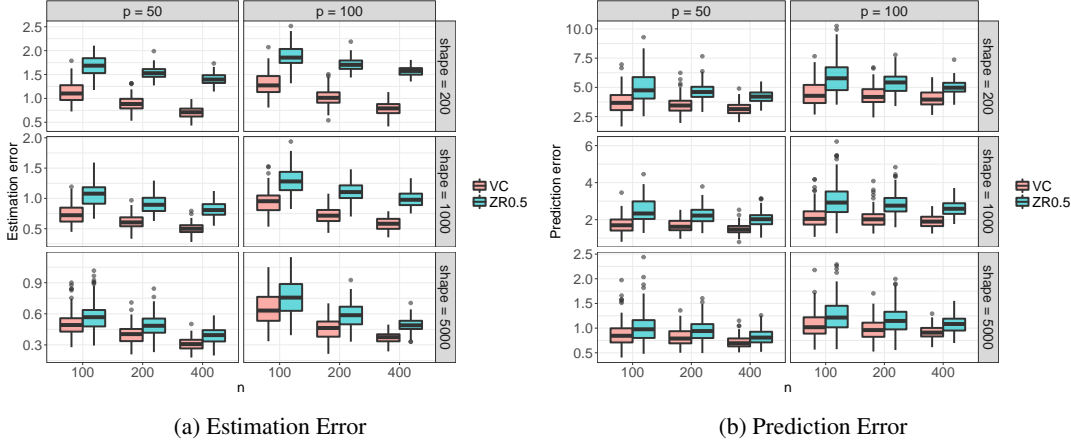 p = 50
p = 100
2.5
2.0
1.5
1.0
0.5
shape = 200
2.0
1.5
1.0
0.5
shape = 1000
0.9
0.6
0.3
shape = 5000
Estimation error
100
200
400
100
200
400
n
VC
ZR0.5
(a) Estimation Error
p = 50
p = 100
10.0
7.5
5.0
2.5
shape = 200
6
4
2
shape = 1000
2.5
2.0
1.5
1.0
0.5
shape = 5000
Prediction error
100
200
400
100
200
400
n
VC
ZR0.5
(b) Prediction Error